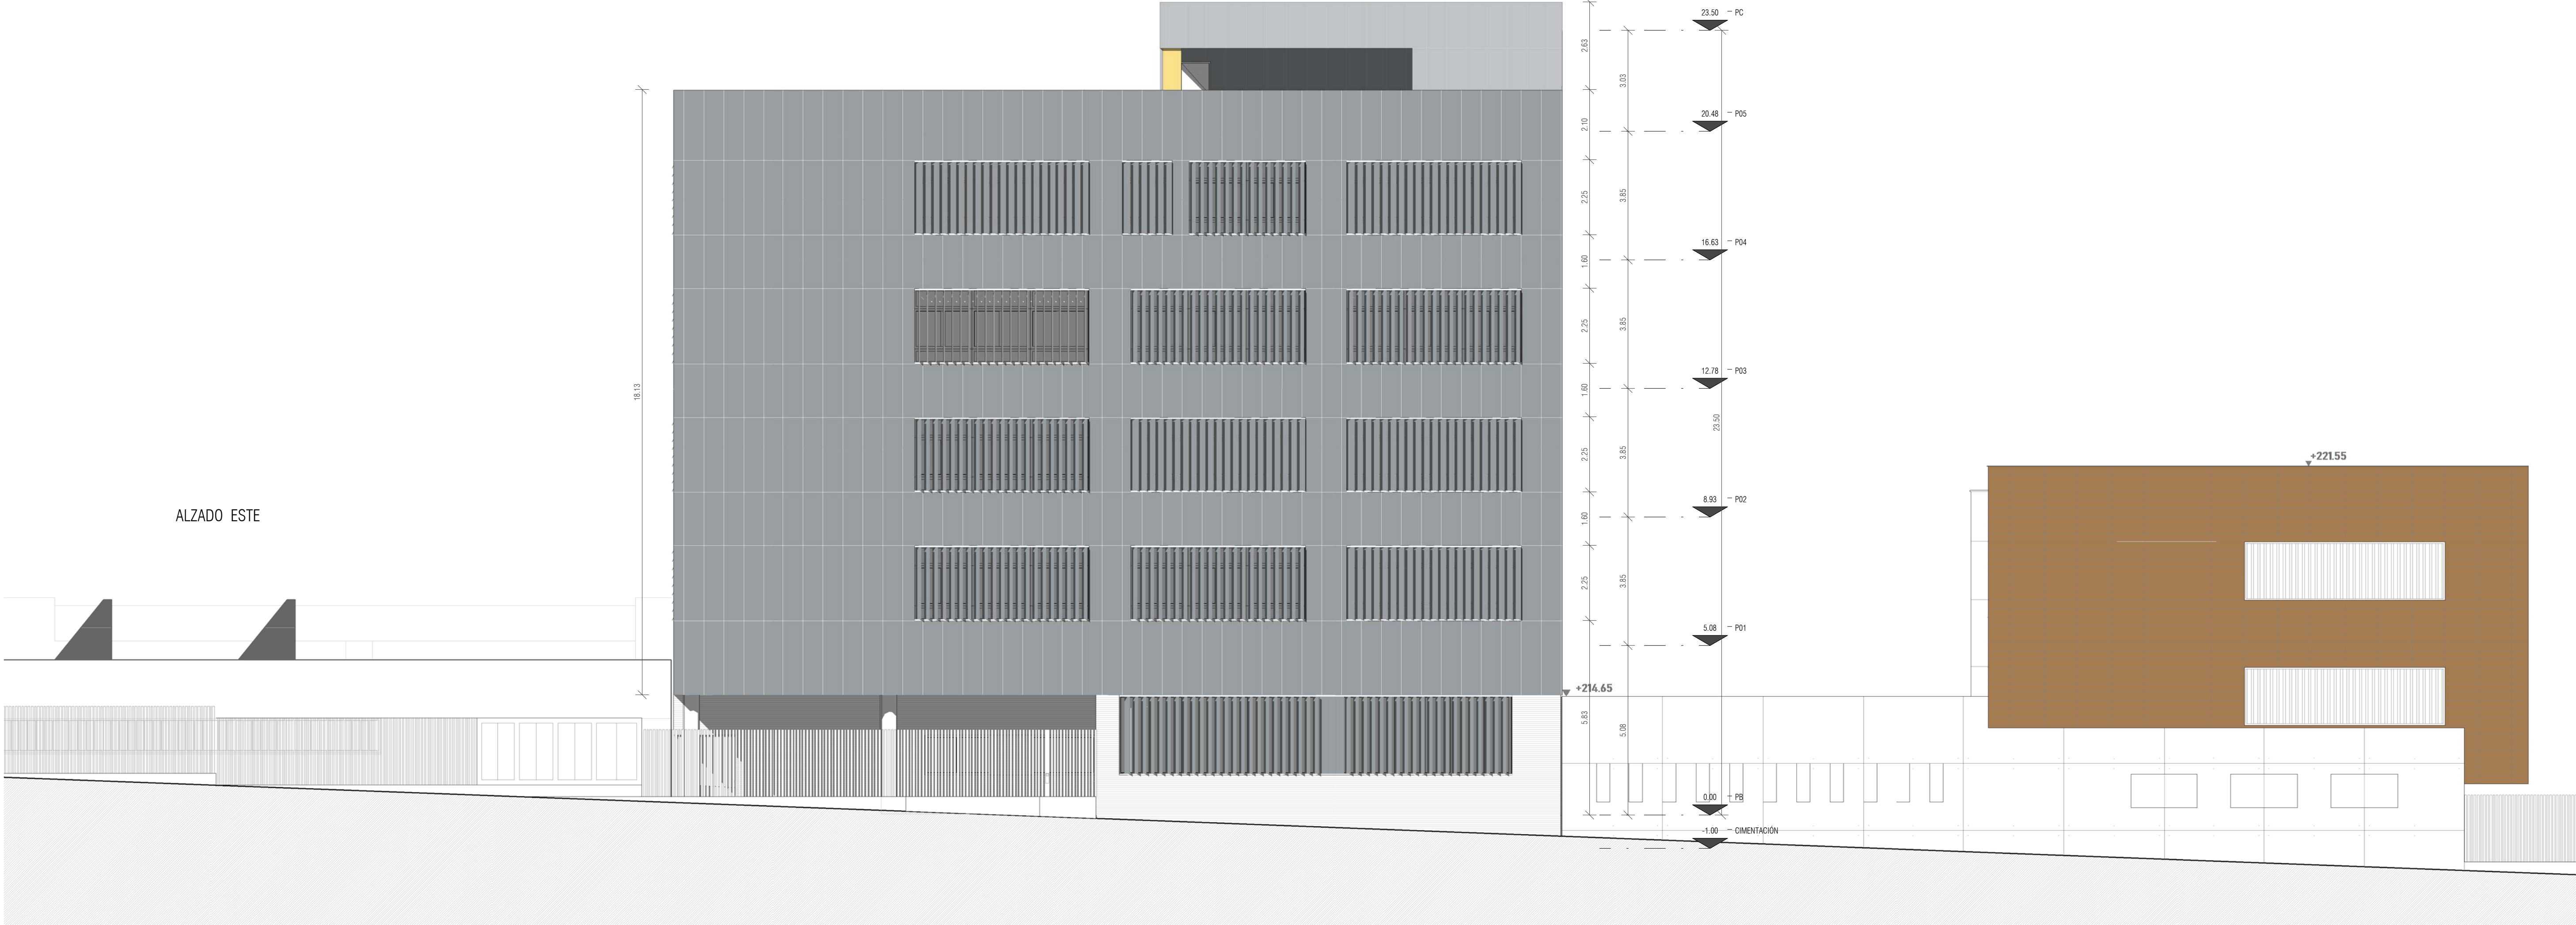 ALZADO ESTE
18.13
2.63
2.10
2.25
1.60
2.25
1.60
2.25
1.60
2.25
5.83
3.03
3.85
3.85
3.85
3.85
5.08
23.50 – PC
20.48 – P05
16.63 – P04
12.78 – P03
23.50
8.93 – P02
5.08 – P01
+214.65
0.00 – PB
-1.00 – CIMENTACIÓN
+221.55